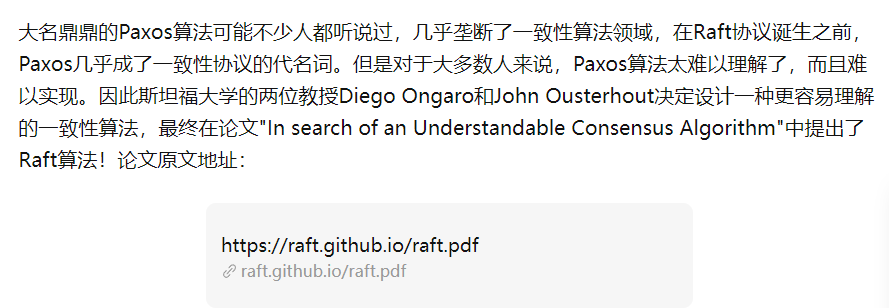 大名鼎鼎的Paxos算法可能不少人都听说过，几乎垄断了一致性算法领域，在Raft协议诞生之前，
Paxos几乎成了一致性协议的代名词。但是对于大多数人来说，Paxos算法太难以理解了，而且难
以实现。因此斯坦福大学的两位教授Diego Ongaro和John Ousterhout决定设计一种更容易理解
的一致性算法，最终在论文"In search of an Understandable Consensus Algorithm"中提出了
Raft算法！论文原文地址：
https://raft.github.io/raft.pdf
raft.github.io/raft.pdf